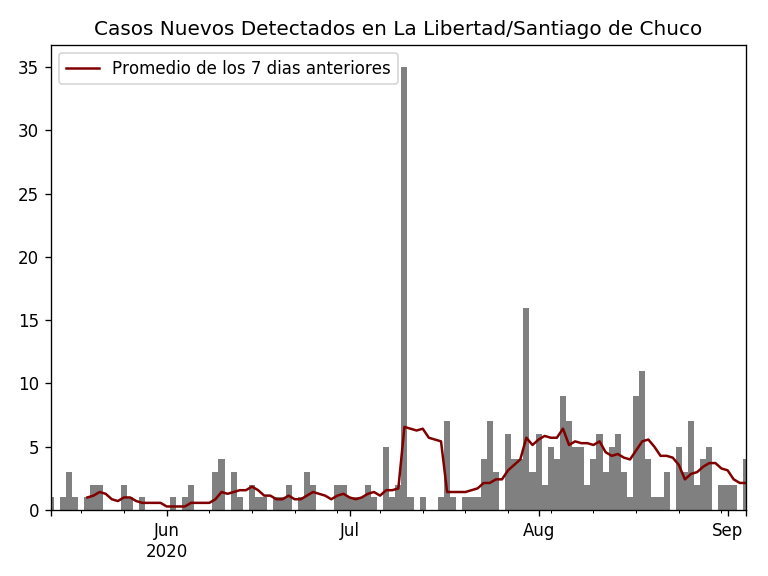 Casos Nuevos Detectados en La Libertad/Santiago de Chuco
Promedio de los 7 dias anteriores
35
30
25
20
15
10
5
0
Jun
2020
Jul
Aug
Sep